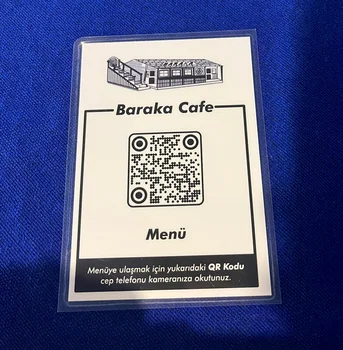 Baraka Cafe
Menü
Menüye ulaşmak için yukarıdaki QR Kodu
cep telefonu kameranıza okutunuz.